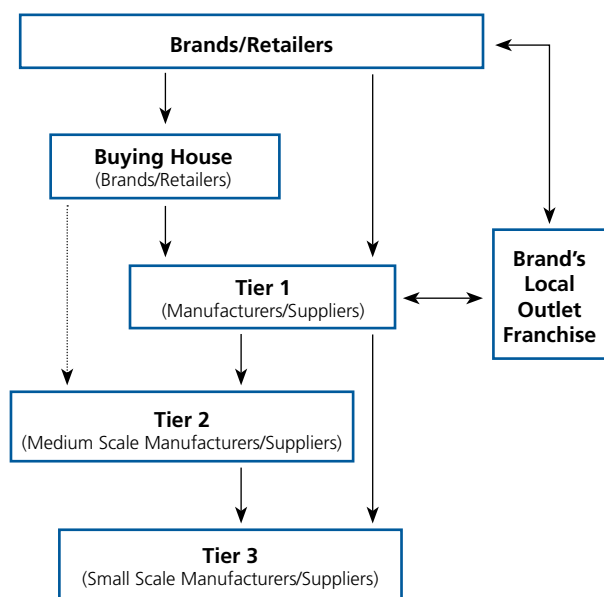 Brands/Retailers
Buying House
(Brands/Retailers)
Brand's
Local
Outlet
Franchise
Tier 1
(Manufacturers/Suppliers)
Tier 2
(Medium Scale Manufacturers/Suppliers)
Tier 3
(Small Scale Manufacturers/Suppliers)